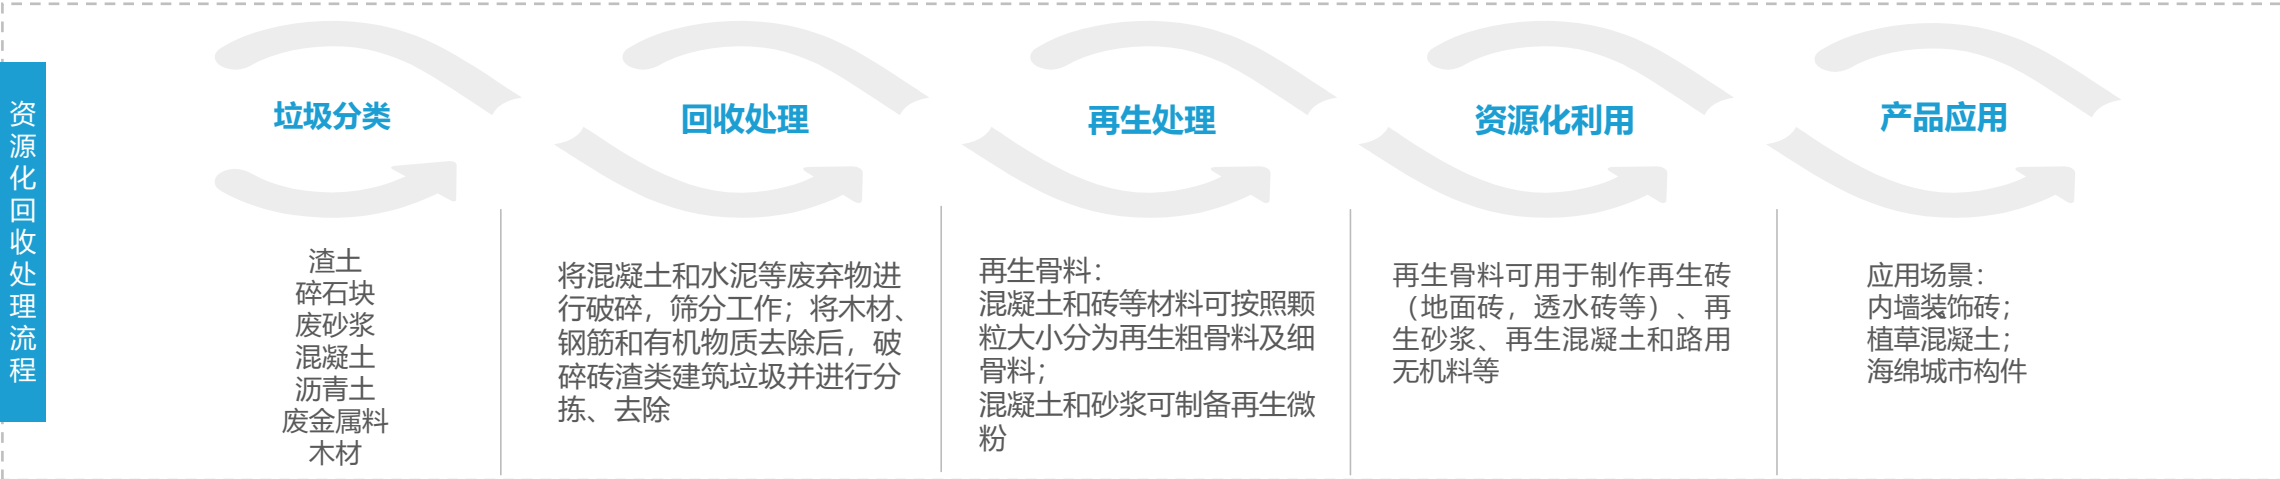 资源化回收处理流程
垃圾分类
渣土
碎石块
废砂浆
混凝土
沥青土
废金属料
木材
回收处理
将混凝土和水泥等废弃物进
行破碎，筛分工作；将木材、
钢筋和有机物质去除后，破
碎砖渣类建筑垃圾并进行分
拣、去除
再生处理
再生骨料：
混凝土和砖等材料可按照颗
粒大小分为再生粗骨料及细
骨料；
混凝土和砂浆可制备再生微
粉
资源化利用
再生骨料可用于制作再生砖
（地面砖，透水砖等）、再
生砂浆、再生混凝土和路用
无机料等
产品应用
应用场景：
内墙装饰砖；
植草混凝土；
海绵城市构件